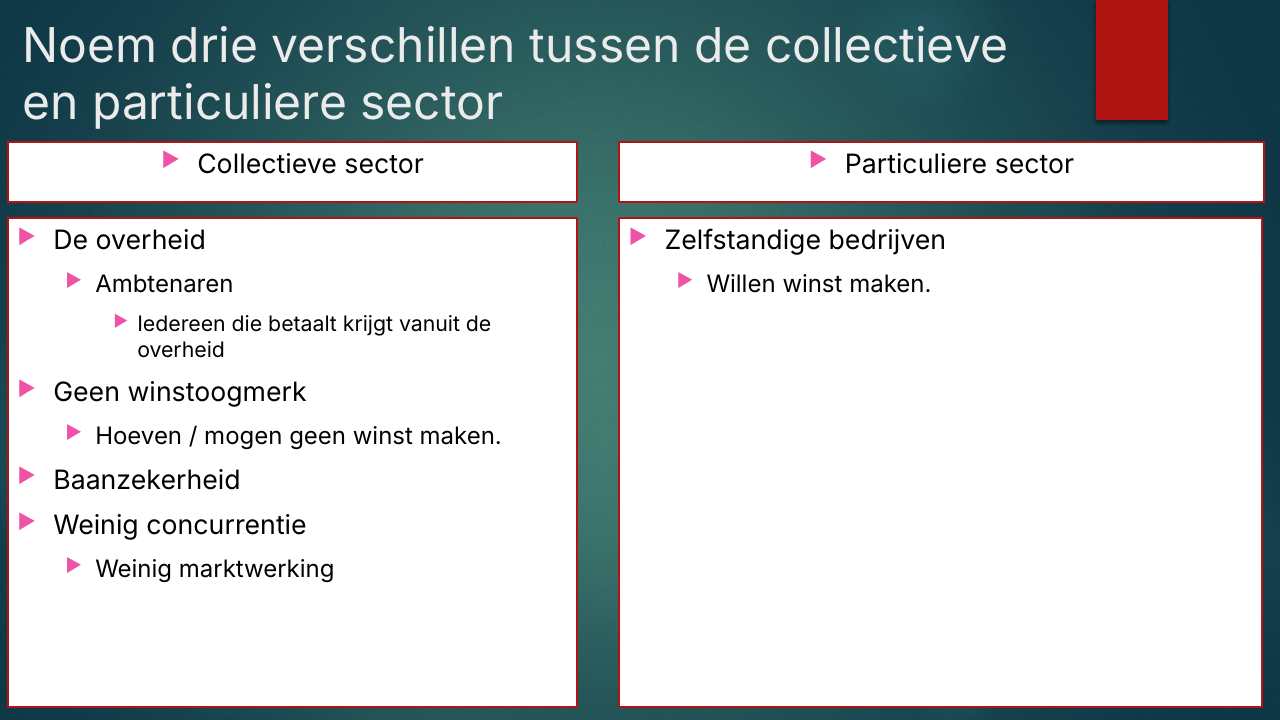 Noem drie verschillen tussen de collectieve
en particuliere sector
Collectieve sector
De overheid
Ambtenaren
Iedereen die betaalt krijgt vanuit de
overheid
Geen winstoogmerk
Hoeven / mogen geen winst maken.
Baanzekerheid
Weinig concurrentie
Weinig marktwerking
Particuliere sector
Zelfstandige bedrijven
Willen winst maken.